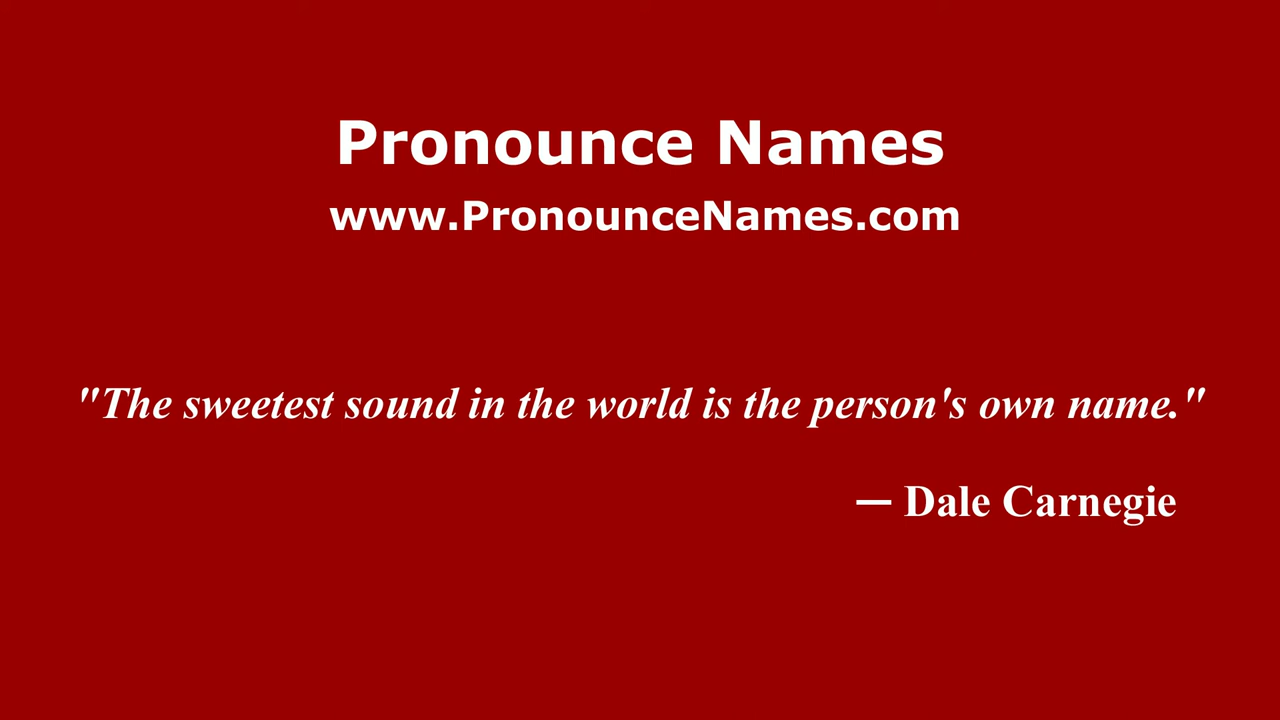 Pronounce Names
www.PronounceNames.com
"The sweetest sound in the world is the person's own name."
— Dale Carnegie